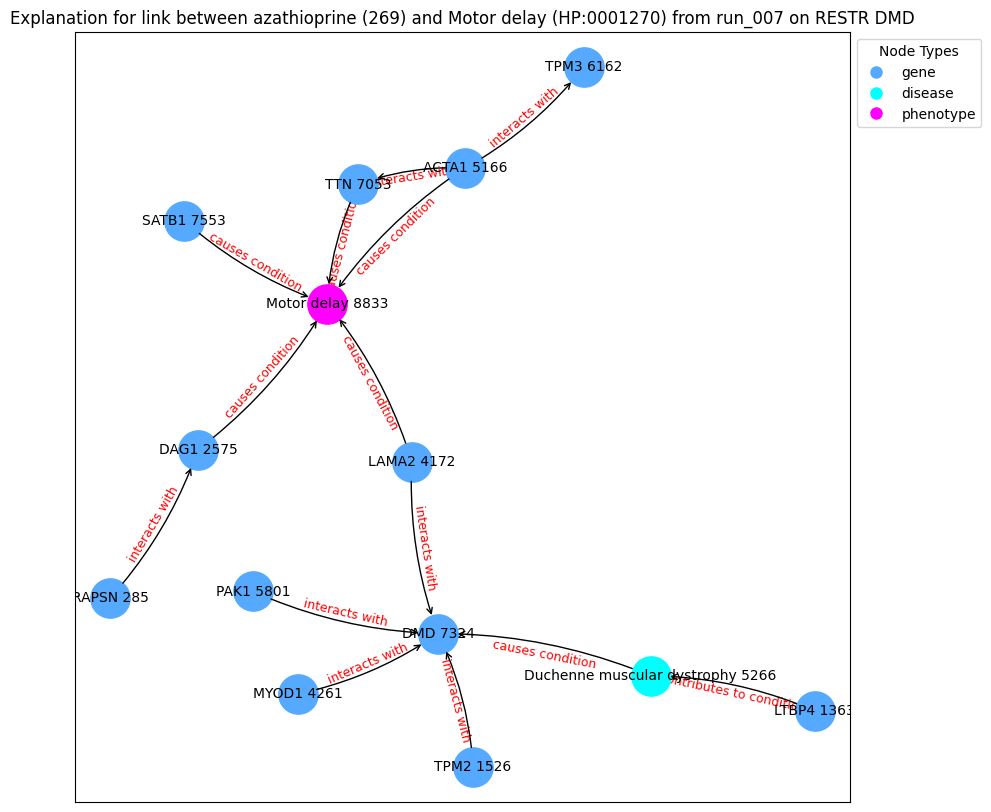 Explanation for link between azathioprine (269) and Motor delay (HP:0001270) from run_007 on RESTR DMD
Node Types
gene
disease
phenotype
TPM3 6162
interacts with
ACTA1 5166
TTN 7053
interacts with
SATB1 7553
causes condition
causes condition
causes condition
Motor delay 8833
causes condition
causes condition
DAG1 2575
LAMA2 4172
interacts with
interacts with
RAPSN 285
PAK1 5801
interacts with
DMD 7324
interacts with
causes condition
MYOD1 4261
interacts with
Duchenne muscular dystrophy 5266
contributes to condition
LTBP4 1363
TPM2 1526